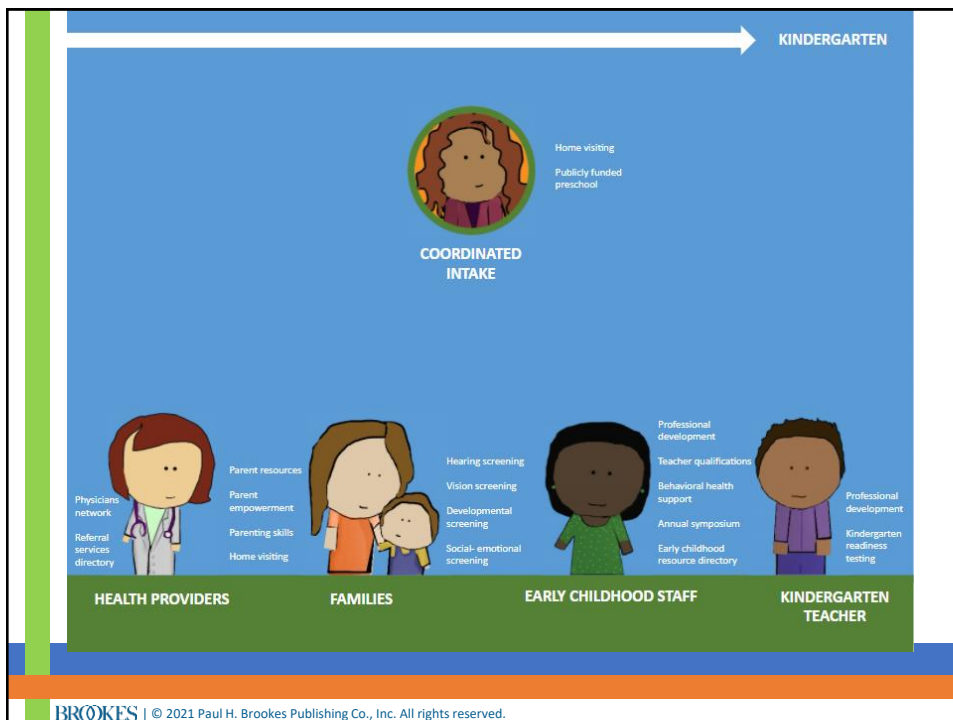 KINDERGARTEN
Home visiting
Publicly funded
preschool
COORDINATED
INTAKE
Physicians
network
Referral
services
directory
HEALTH PROVIDERS
Parent resources
Parent
empowerment
Parenting skills
Home visiting
FAMILIES
Hearing screening
Vision screening
Developmental
screening
Social- emotional
screening
Professional
development
Teacher qualifications
Behavioral health
support
Annual symposium
Early childhood
resource directory
EARLY CHILDHOOD STAFF
Professional
development
Kindergarten
readiness
testing
KINDERGARTEN
TEACHER
BROOKES | © 2021 Paul H. Brookes Publishing Co., Inc. All rights reserved.